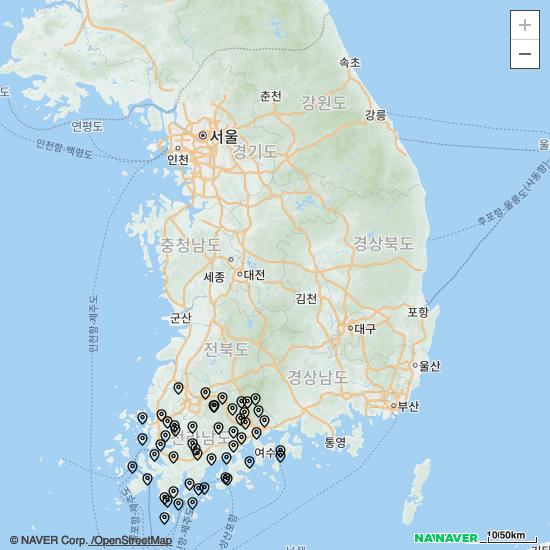 +
−
속초
춘천
강원도
강릉
도
연평도
서울
울
인천
경기도
인천항-백령도
후포항-울릉도(사동항)
충청남도
경상북도
세종
대전
김천
인천항-제주도
군산
포항
대구
전북도
울산
경상남도
부산
여수
통영
© NAVER Corp. /OpenStreetMap
NAVER
10/50km